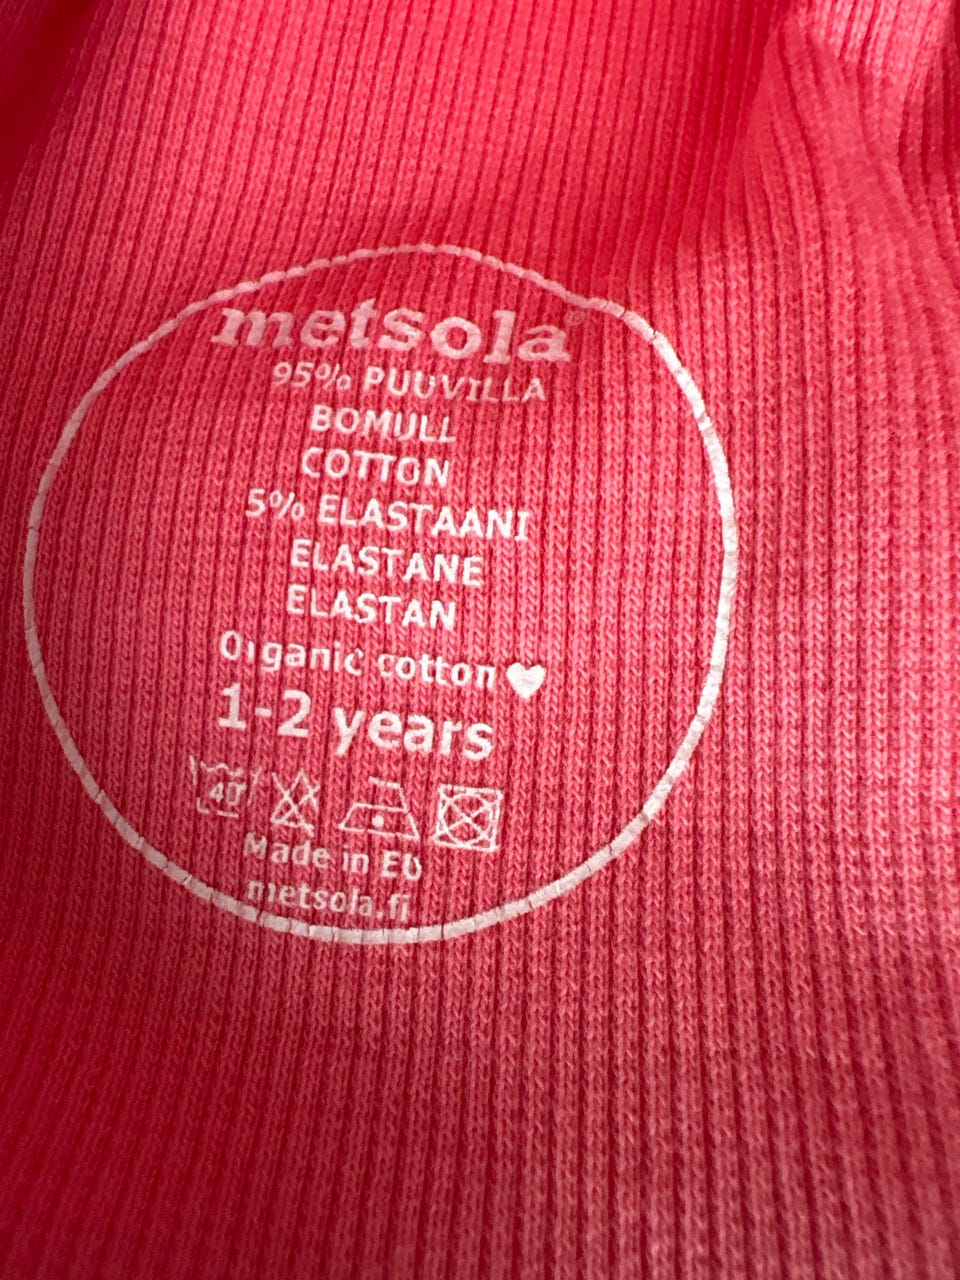 metsola®
95% PUUVILLA
BOMULL
COTTON
5% ELASTAANI
ELASTANE
ELASTAN
Organic cotton
1-2 years
40
Made in EU
metsola.fi